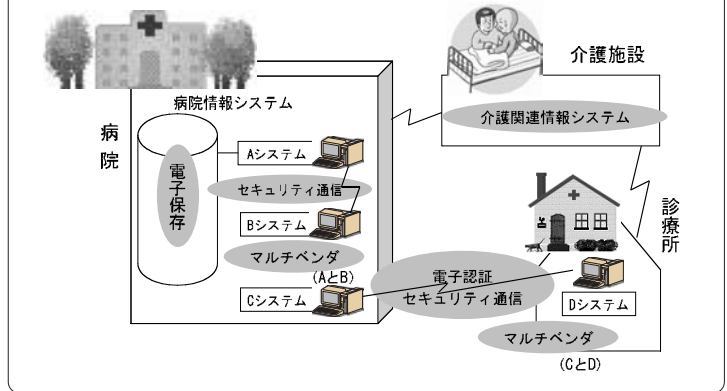 介護施設
病院情報システム
介護関連情報システム
病院
Aシステム
電子保存
セキュリティ通信
Bシステム
マルチベンダ
(AとB)
Cシステム
電子認証
セキュリティ通信
診療所
Dシステム
マルチベンダ
(CとD)